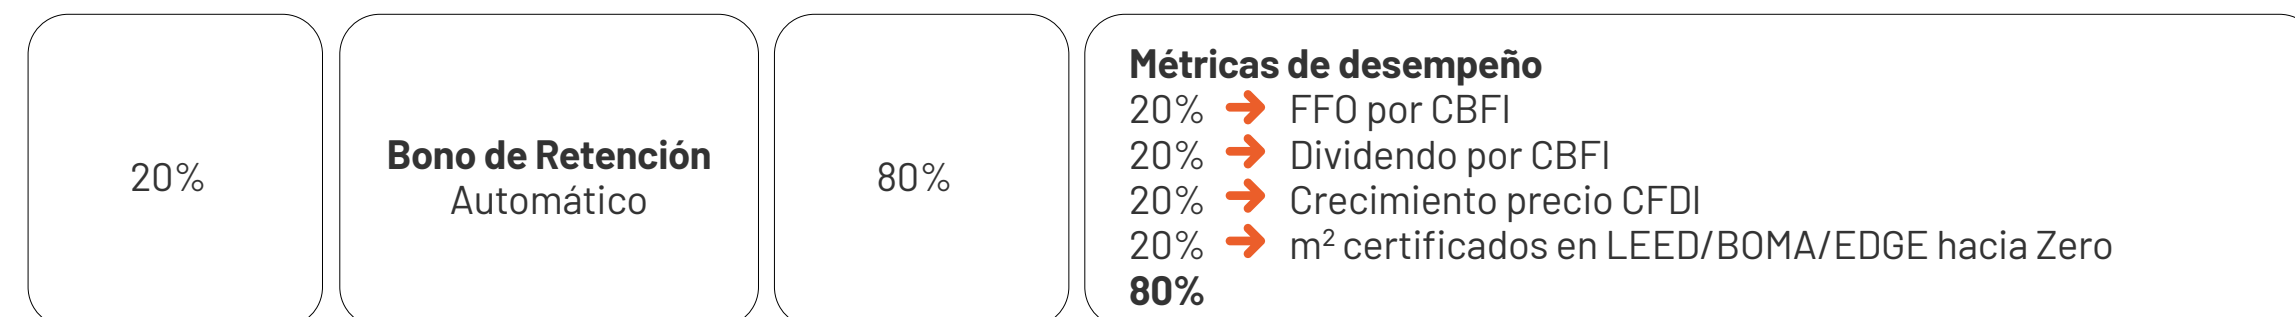 20%
Bono de Retención
Automático
80%
Métricas de desempeño
20% → FFO por CBFI
20% → Dividendo por CBFI
20% → Crecimiento precio CFDI
20% → m² certificados en LEED/BOMA/EDGE hacia Zero
80%